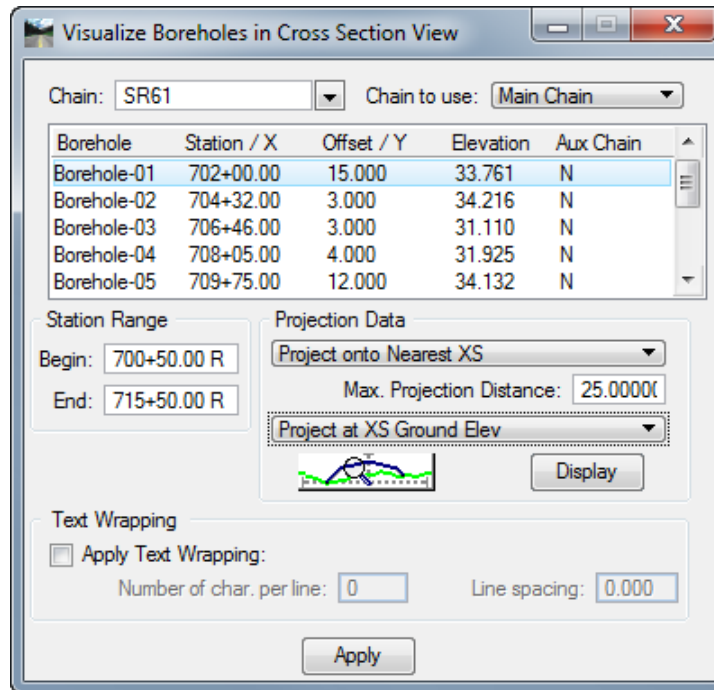 Visualize Boreholes in Cross Section View
Chain: SR61 Chain to use: Main Chain
Borehole Station / X Offset / Y Elevation Aux Chain
Borehole-01 702+00.00 15.000 33.761 N
Borehole-02 704+32.00 3.000 34.216 N
Borehole-03 706+46.00 3.000 31.110 N
Borehole-04 708+05.00 4.000 31.925 N
Borehole-05 709+75.00 12.000 34.132 N
Station Range
Begin: 700+50.00 R
End: 715+50.00 R
Projection Data
Project onto Nearest XS
Max. Projection Distance: 25.0000(
Project at XS Ground Elev
Display
Text Wrapping
Apply Text Wrapping:
Number of char. per line: 0 Line spacing: 0.000
Apply